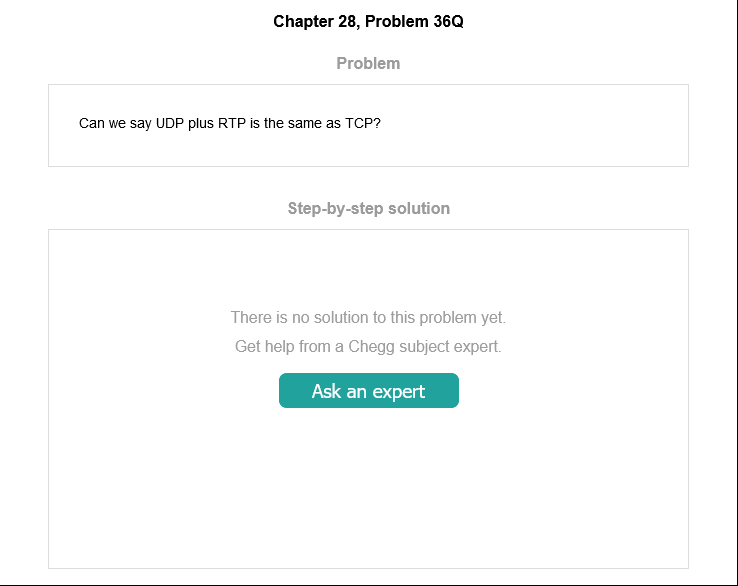 Chapter 28, Problem 36Q
Problem
Can we say UDP plus RTP is the same as TCP?
Step-by-step solution
There is no solution to this problem yet.
Get help from a Chegg subject expert.
Ask an expert